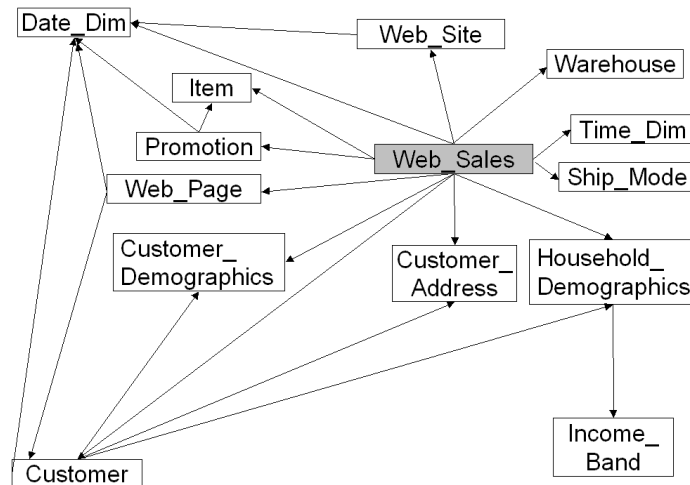 Date_Dim
Web_Site
Warehouse
Item
Time_Dim
Promotion
Web_Sales
Ship_Mode
Web_Page
Customer_
Demographics
Customer_
Address
Household_
Demographics
Income_
Band
Customer